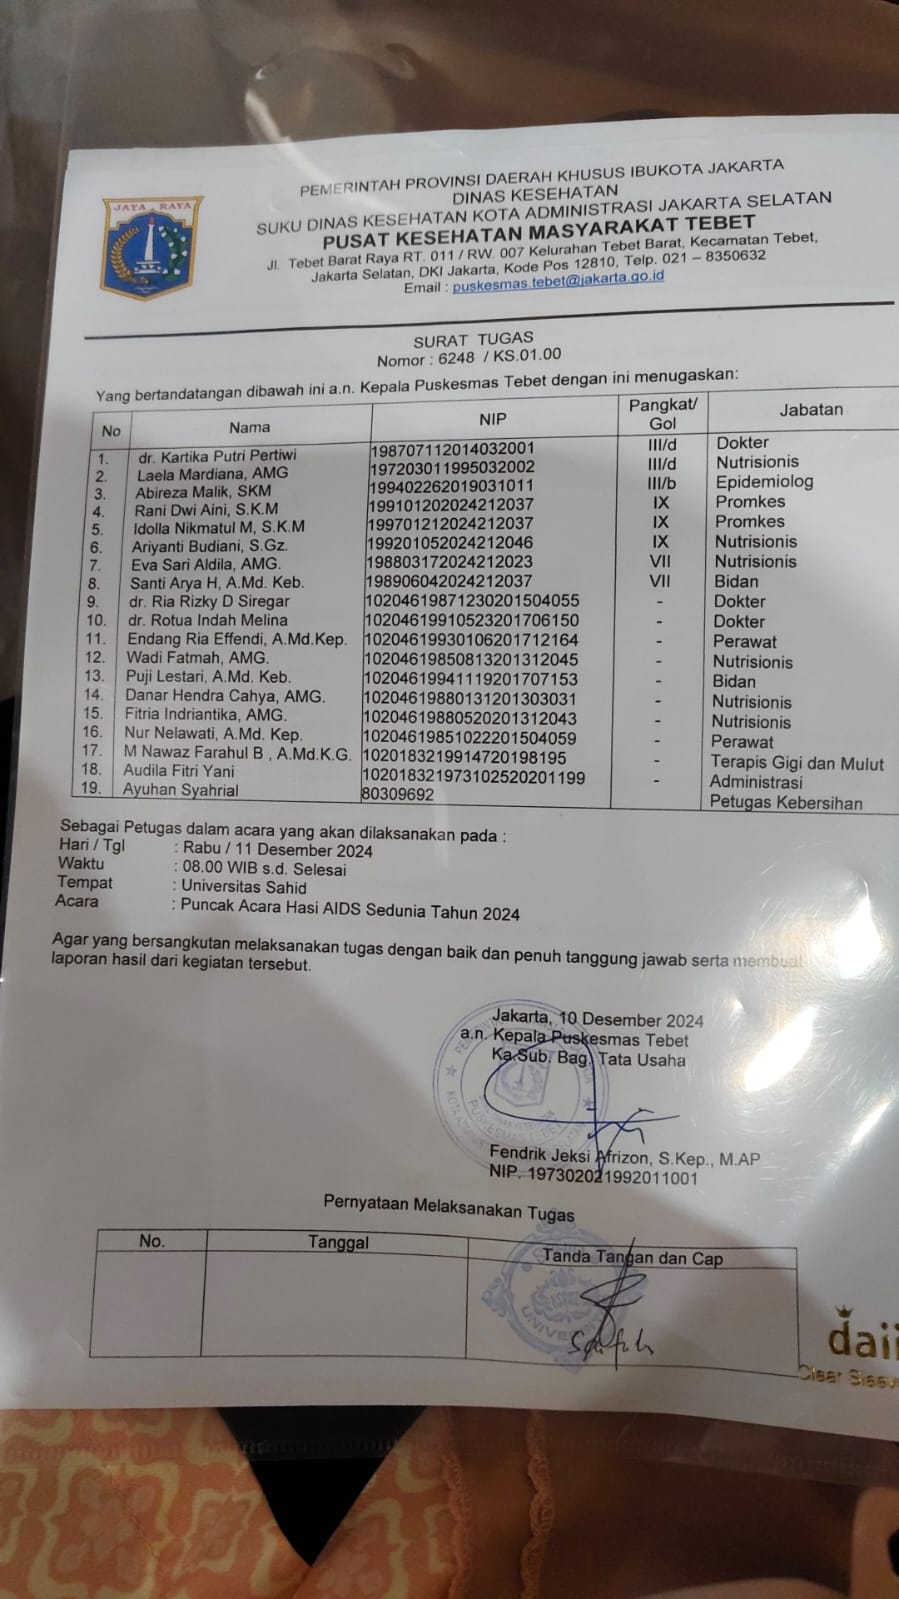 JAYA RAYA
PEMERINTAH PROVINSI DAERAH KHUSUS IBUKOTA JAKARTA
DINAS KESEHATAN
SUKU DINAS KESEHATAN KOTA ADMINISTRASI JAKARTA SELATAN
PUSAT KESEHATAN MASYARAKAT TEBET
Jl. Tebet Barat Raya RT. 011 / RW. 007 Kelurahan Tebet Barat, Kecamatan Tebet,
Jakarta Selatan, DKI Jakarta, Kode Pos 12810, Telp. 021 – 8350632
Email : puskesmas.tebet@jakarta.go.id
SURAT TUGAS
Nomor : 6248 / KS.01.00
Yang bertandatangan dibawah ini a.n. Kepala Puskesmas Tebet dengan ini menugaskan:
No Nama NIP Pangkat/ Gol Jabatan
1. dr. Kartika Putri Pertiwi 198707112014032001 III/d Dokter
2. Laela Mardiana, AMG 197203011995032002 III/d Nutrisionis
3. Abireza Malik, SKM 199402262019031011 III/b Epidemiolog
4. Rani Dwi Aini, S.K.M 199101202024212037 IX Promkes
5. Idolla Nikmatul M, S.K.M 199701212024212037 IX Promkes
6. Ariyanti Budiani, S.Gz. 199201052024212046 IX Nutrisionis
7. Eva Sari Aldila, AMG. 198803172024212023 VII Nutrisionis
8. Santi Arya H, A.Md. Keb. 198906042024212037 VII Bidan
9. dr. Ria Rizky D Siregar 10204619871230201504055 - Dokter
10. dr. Rotua Indah Melina 10204619910523201706150 - Dokter
11. Endang Ria Effendi, A.Md.Kep. 10204619930106201712164 - Perawat
12. Wadi Fatmah, AMG. 10204619850813201312045 - Nutrisionis
13. Puji Lestari, A.Md. Keb. 10204619941119201707153 - Bidan
14. Danar Hendra Cahya, AMG. 10204619880131201303031 - Nutrisionis
15. Fitria Indriantika, AMG. 10204619880520201312043 - Nutrisionis
16. Nur Nelawati, A.Md. Kep. 10204619851022201504059 - Perawat
17. M Nawaz Farahul B , A.Md.K.G. 1020183219914720198195 - Terapis Gigi dan Mulut
18. Audila Fitri Yani 102018321973102520201199 - Administrasi
19. Ayuhan Syahrial 80309692 Petugas Kebersihan
Sebagai Petugas dalam acara yang akan dilaksanakan pada :
Hari / Tgl : Rabu / 11 Desember 2024
Waktu : 08.00 WIB s.d. Selesai
Tempat : Universitas Sahid
Acara : Puncak Acara Hasi AIDS Sedunia Tahun 2024
Agar yang bersangkutan melaksanakan tugas dengan baik dan penuh tanggung jawab serta membuat
laporan hasil dari kegiatan tersebut.
Jakarta, 10 Desember 2024
a.n. Kepala Puskesmas Tebet
Ka.Sub. Bag. Tata Usaha
PUSKESMAS TEBET
Fendrik Jeksi Afrizon, S.Kep., M.AP
NIP. 197302021992011001
Pernyataan Melaksanakan Tugas
No. Tanggal Tanda Tangan dan Cap
daii